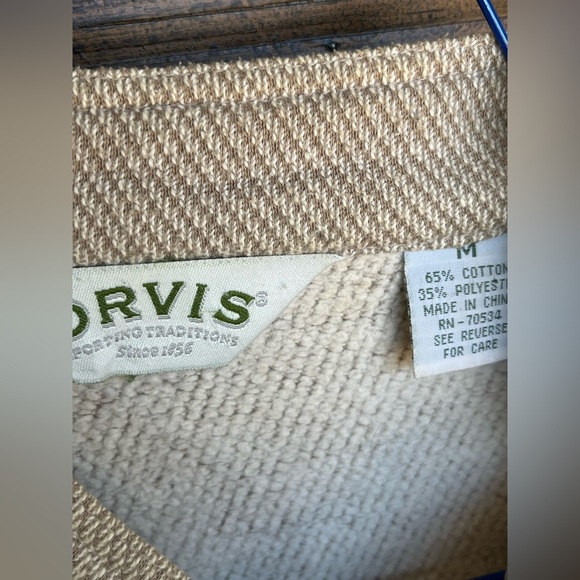 ORVIS®
SPORTING TRADITIONS
Since 1856
M
65% COTTON
35% POLYESTE
MADE IN CHIN
RN-70534
SEE REVERSE
FOR CARE